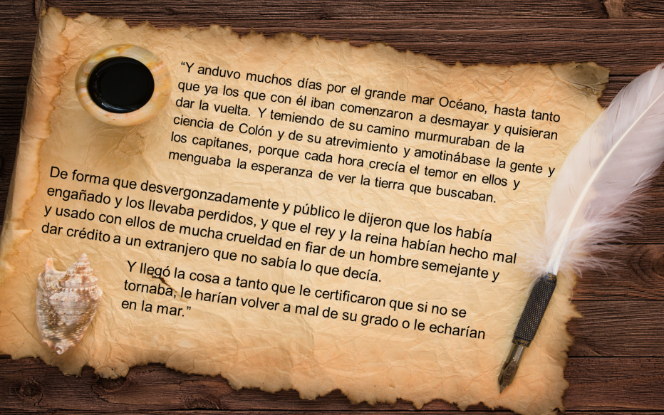 “Y anduvo muchos días por el grande mar Océano, hasta tanto
que ya los que con él iban comenzaron a desmayar y quisieran
dar la vuelta. Y temiendo de su camino murmuraban de la
ciencia de Colón y de su atrevimiento y amotinábase la gente y
los capitanes, porque cada hora crecía el temor en ellos y
menguaba la esperanza de ver la tierra que buscaban.
De forma que desvergonzadamente y público le dijeron que los había
engañado y los llevaba perdidos, y que el rey y la reina habían hecho mal
y usado con ellos de mucha crueldad en fiar de un hombre semejante y
dar crédito a un extranjero que no sabía lo que decía.
Y llegó la cosa a tanto que le certificaron que si no se
tornaba, le harían volver a mal de su grado o le echarían
en la mar.”